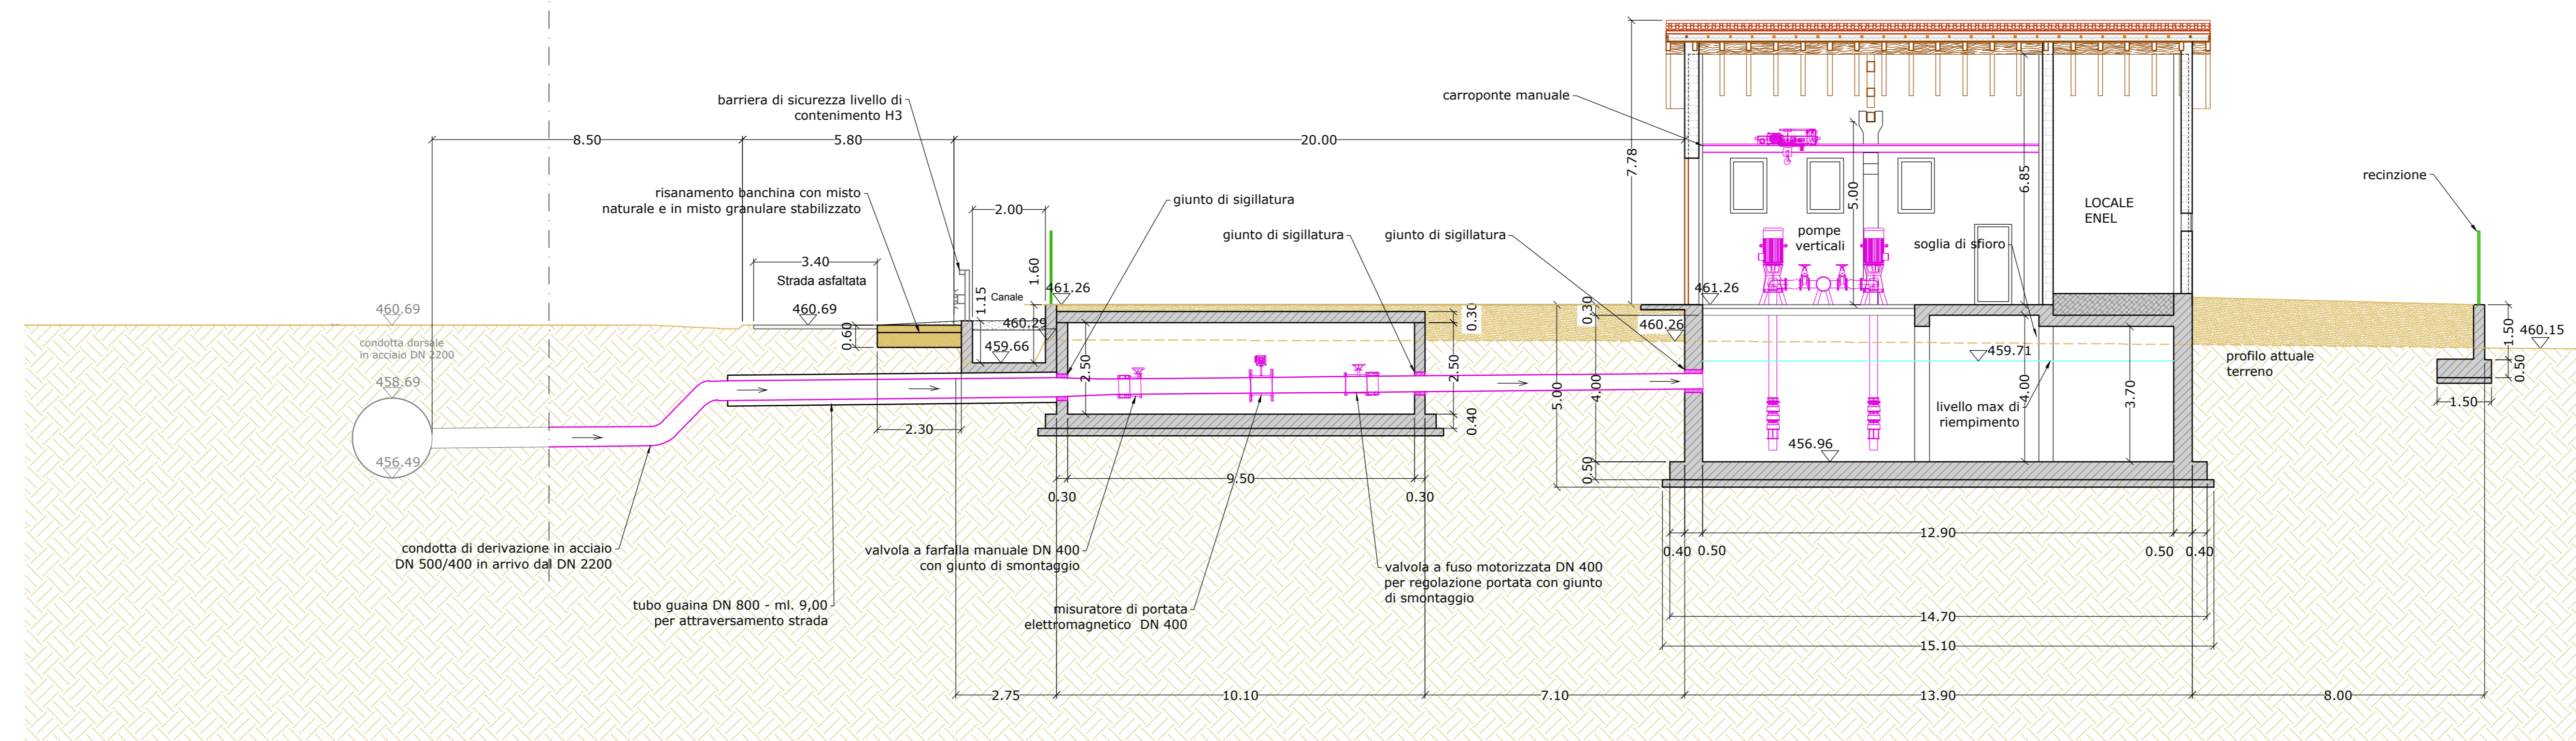 barriera di sicurezza livello di
contenimento H3
carroponte manuale
8.50
5.80
20.00
7.78
risanamento banchina con misto
naturale e in misto granulare stabilizzato
giunto di sigillatura
giunto di sigillatura
giunto di sigillatura
2.00
5.00
6.85
LOCALE
ENEL
recinzione
pompe
verticali
soglia di sfioro
3.40
Strada asfaltata
1.60
1.15
Canale
461.26
461.26
460.69
460.69
460.29
0.30
0.30
460.26
condotta dorsale
in acciaio DN 2200
0.60
459.66
459.71
1.50
460.15
profilo attuale
terreno
0.50
458.69
2.50
2.50
5.00
4.00
4.00
3.70
1.50
livello max di
riempimento
2.30
0.40
456.96
456.49
0.50
9.50
0.30
0.30
12.90
0.40
0.50
0.50
0.40
condotta di derivazione in acciaio
DN 500/400 in arrivo dal DN 2200
valvola a farfalla manuale DN 400
con giunto di smontaggio
valvola a fuso motorizzata DN 400
per regolazione portata con giunto
di smontaggio
tubo guaina DN 800 - ml. 9,00
per attraversamento strada
misuratore di portata
elettromagnetico DN 400
14.70
15.10
2.75
10.10
7.10
13.90
8.00